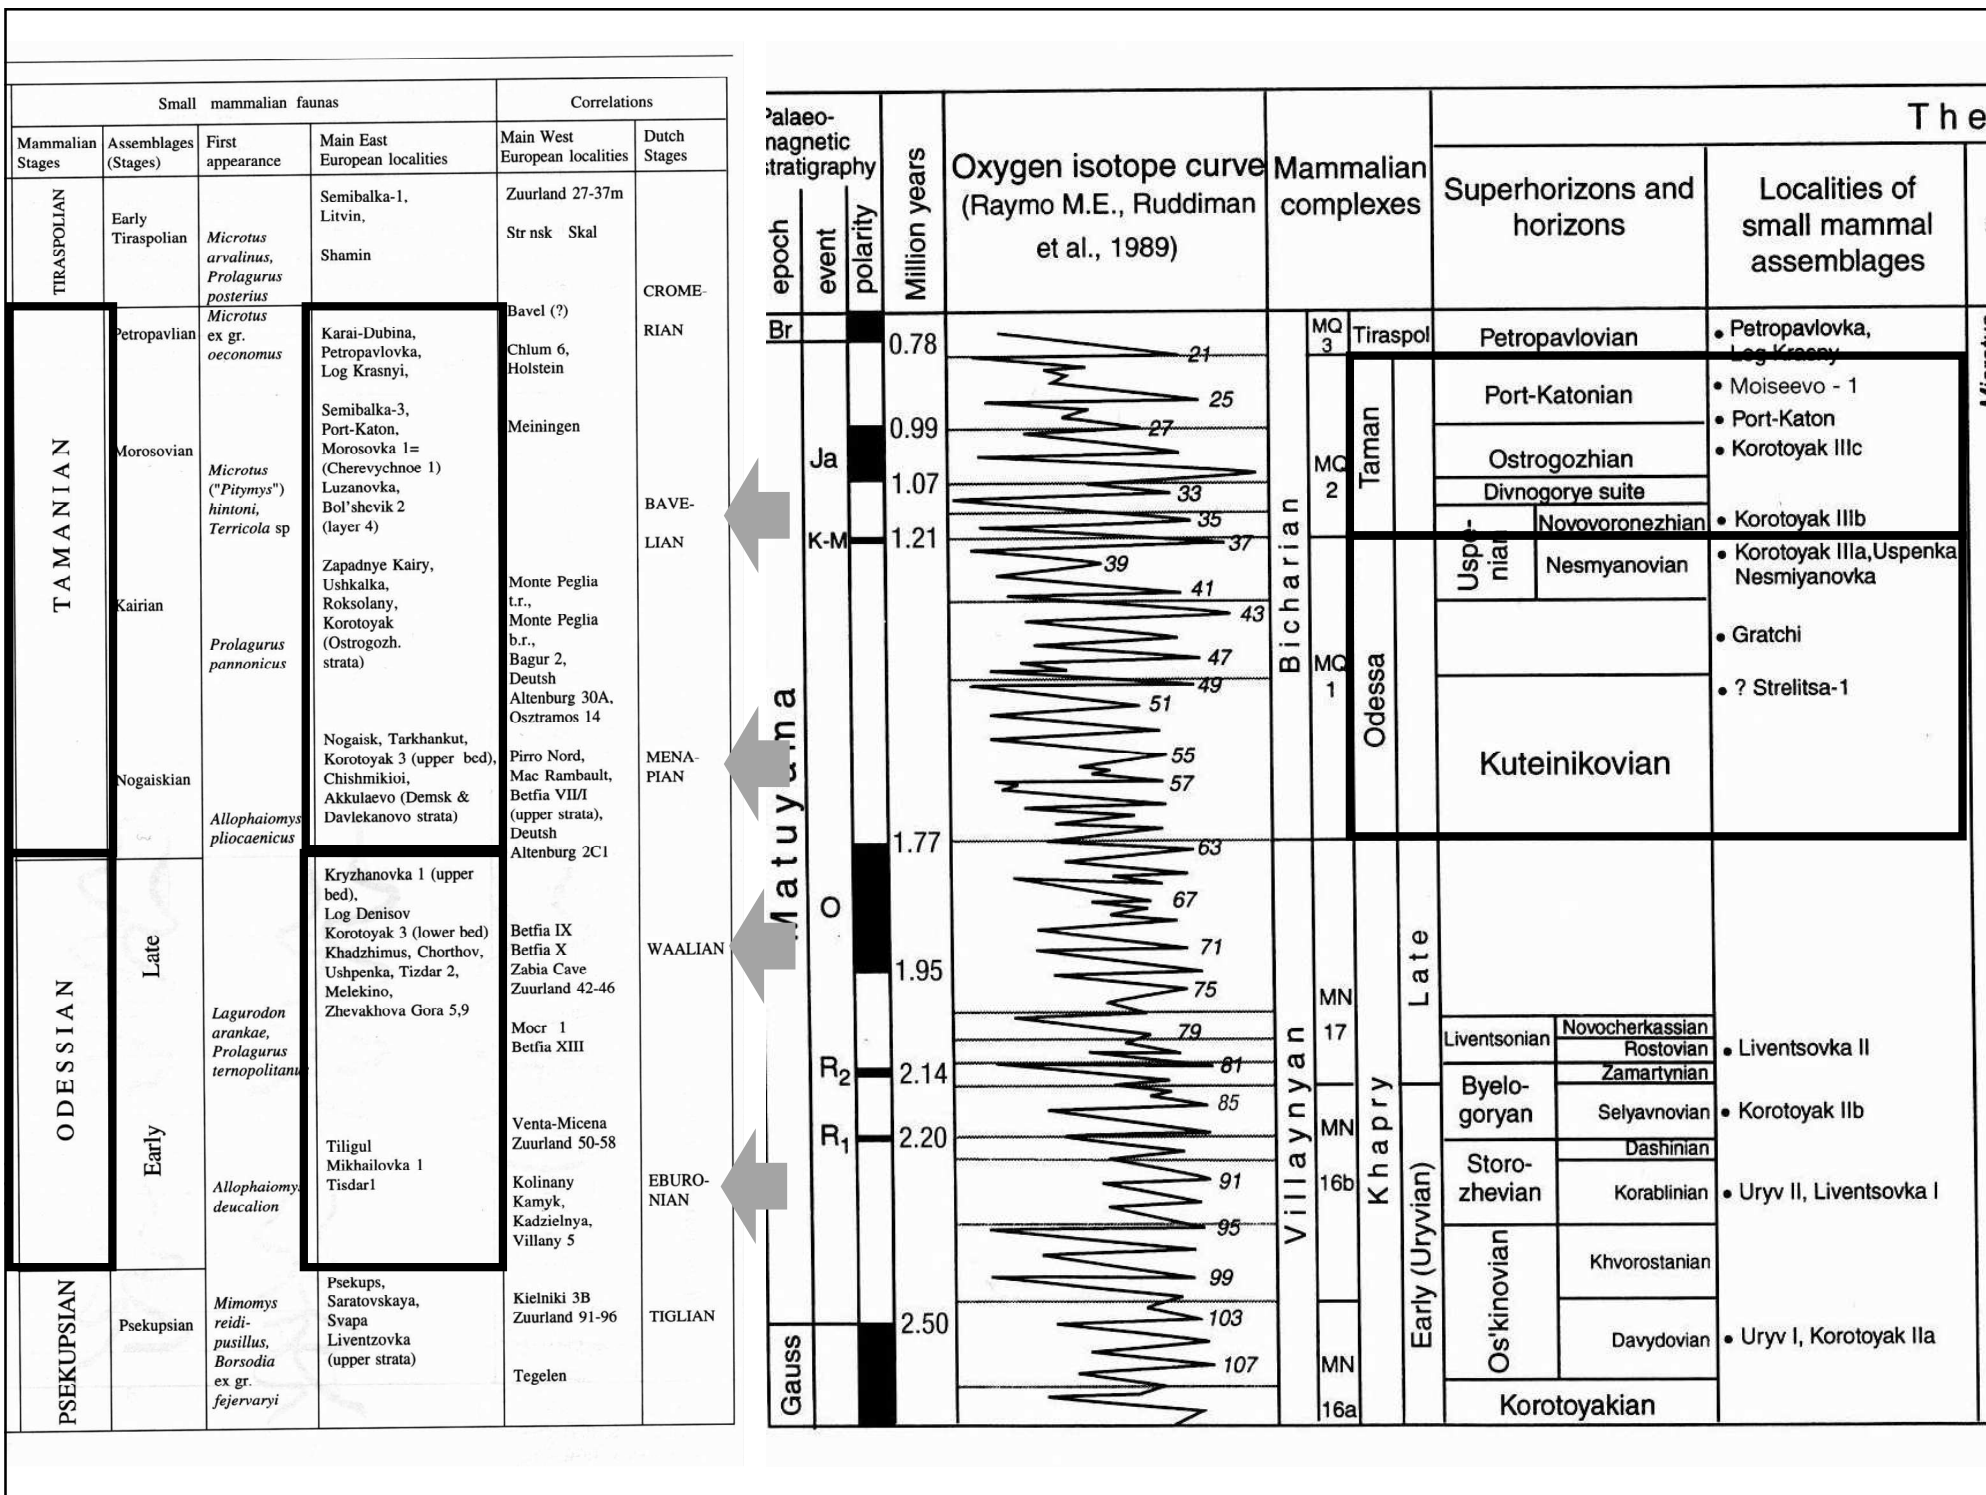 Small mammalian faunas
Correlations
Mammalian
Stages
Assemblages
(Stages)
First
appearance
Main East
European localities
Main West
European localities
Dutch
Stages
TIRASPOLIAN
Early
Tiraspolian
Microtus
arvalinus,
Prolagurus
posterius
Semibalka-1,
Litvin,
Shamin
Zuurland 27-37m
Str nsk Skal
CROME-
RIAN
TAMANIAN
Petropavlian
Microtus
ex gr.
oeconomus
Karai-Dubina,
Petropavlovka,
Log Krasnyi,
Bavel (?)
Chlum 6,
Holstein
Morosovian
Microtus
("Pitymys")
hintoni,
Terricola sp
Semibalka-3,
Port-Katon,
Morosovka 1=
(Cherevychnoe 1)
Luzanovka,
Bol'shevik 2
(layer 4)
Meiningen
BAVE-
LIAN
Kairian
Prolagurus
pannonicus
Zapadnye Kairy,
Ushkalka,
Roksolany,
Korotoyak
(Ostrogozh.
strata)
Monte Peglia
t.r.,
Monte Peglia
b.r.,
Bagur 2,
Deutsh
Altenburg 30A,
Osztramos 14
Nogaiskian
Allophaiomys
pliocaenicus
Nogaisk, Tarkhankut,
Korotoyak 3 (upper bed),
Chishmikioi,
Akkulaevo (Demsk &
Davlekanovo strata)
Pirro Nord,
Mac Rambault,
Betfia VII/I
(upper strata),
Deutsh
Altenburg 2C1
MENA-
PIAN
ODESSIAN
Late
Lagurodon
arankae,
Prolagurus
ternopolitanus
Kryzhanovka 1 (upper
bed),
Log Denisov
Korotoyak 3 (lower bed)
Khadzhimus, Chorthov,
Ushpenka, Tizdar 2,
Melekino,
Zhevakhova Gora 5,9
Betfia IX
Betfia X
Zabia Cave
Zuurland 42-46
Mocr 1
Betfia XIII
WAALIAN
Early
Allophaiomys
deucalion
Tiligul
Mikhailovka 1
Tisdar1
Venta-Micena
Zuurland 50-58
Kolinany
Kamyk,
Kadzielnya,
Villany 5
EBURO-
NIAN
PSEKUPSIAN
Psekupsian
Mimomys
reidi-
pusillus,
Borsodia
ex gr.
fejervaryi
Psekups,
Saratovskaya,
Svapa
Liventzovka
(upper strata)
Kielniki 3B
Zuurland 91-96
Tegelen
TIGLIAN
Palaeo-
magnetic
stratigraphy
epoch
event
polarity
Million years
Oxygen isotope curve
(Raymo M.E., Ruddiman
et al., 1989)
Mammalian
complexes
The
Superhorizons and
horizons
Localities of
small mammal
assemblages
Br
Matuyama
Gauss
Ja
K-M
O
R2
R1
0.78
0.99
1.07
1.21
1.77
1.95
2.14
2.20
2.50
21
25
27
33
35
37
39
41
43
47
49
51
55
57
63
67
71
75
79
81
85
91
95
99
103
107
Bicharian
Villaynyan
MQ
3
MQ
2
MQ
1
MN
17
MN
16b
MN
16a
Tiraspol
Taman
Odessa
Khapry
Late
Early (Uryvian)
Petropavlovian
Port-Katonian
Ostrogozhian
Divnogorye suite
Uspe-
nian
Novovoronezhian
Nesmyanovian
Kuteinikovian
Liventsonian
Novocherkassian
Rostovian
Byelo-
goryan
Zamartynian
Selyavnovian
Storo-
zhevian
Dashinian
Korablinian
Os'kinovian
Khvorostanian
Davydovian
Korotoyakian
• Petropavlovka,
Log Krasny
• Moiseevo - 1
• Port-Katon
• Korotoyak IIIc
• Korotoyak IIIb
• Korotoyak IIIa,Uspenka
Nesmiyanovka
• Gratchi
• ? Strelitsa-1
• Liventsovka II
• Korotoyak IIb
• Uryv II, Liventsovka I
• Uryv I, Korotoyak IIa